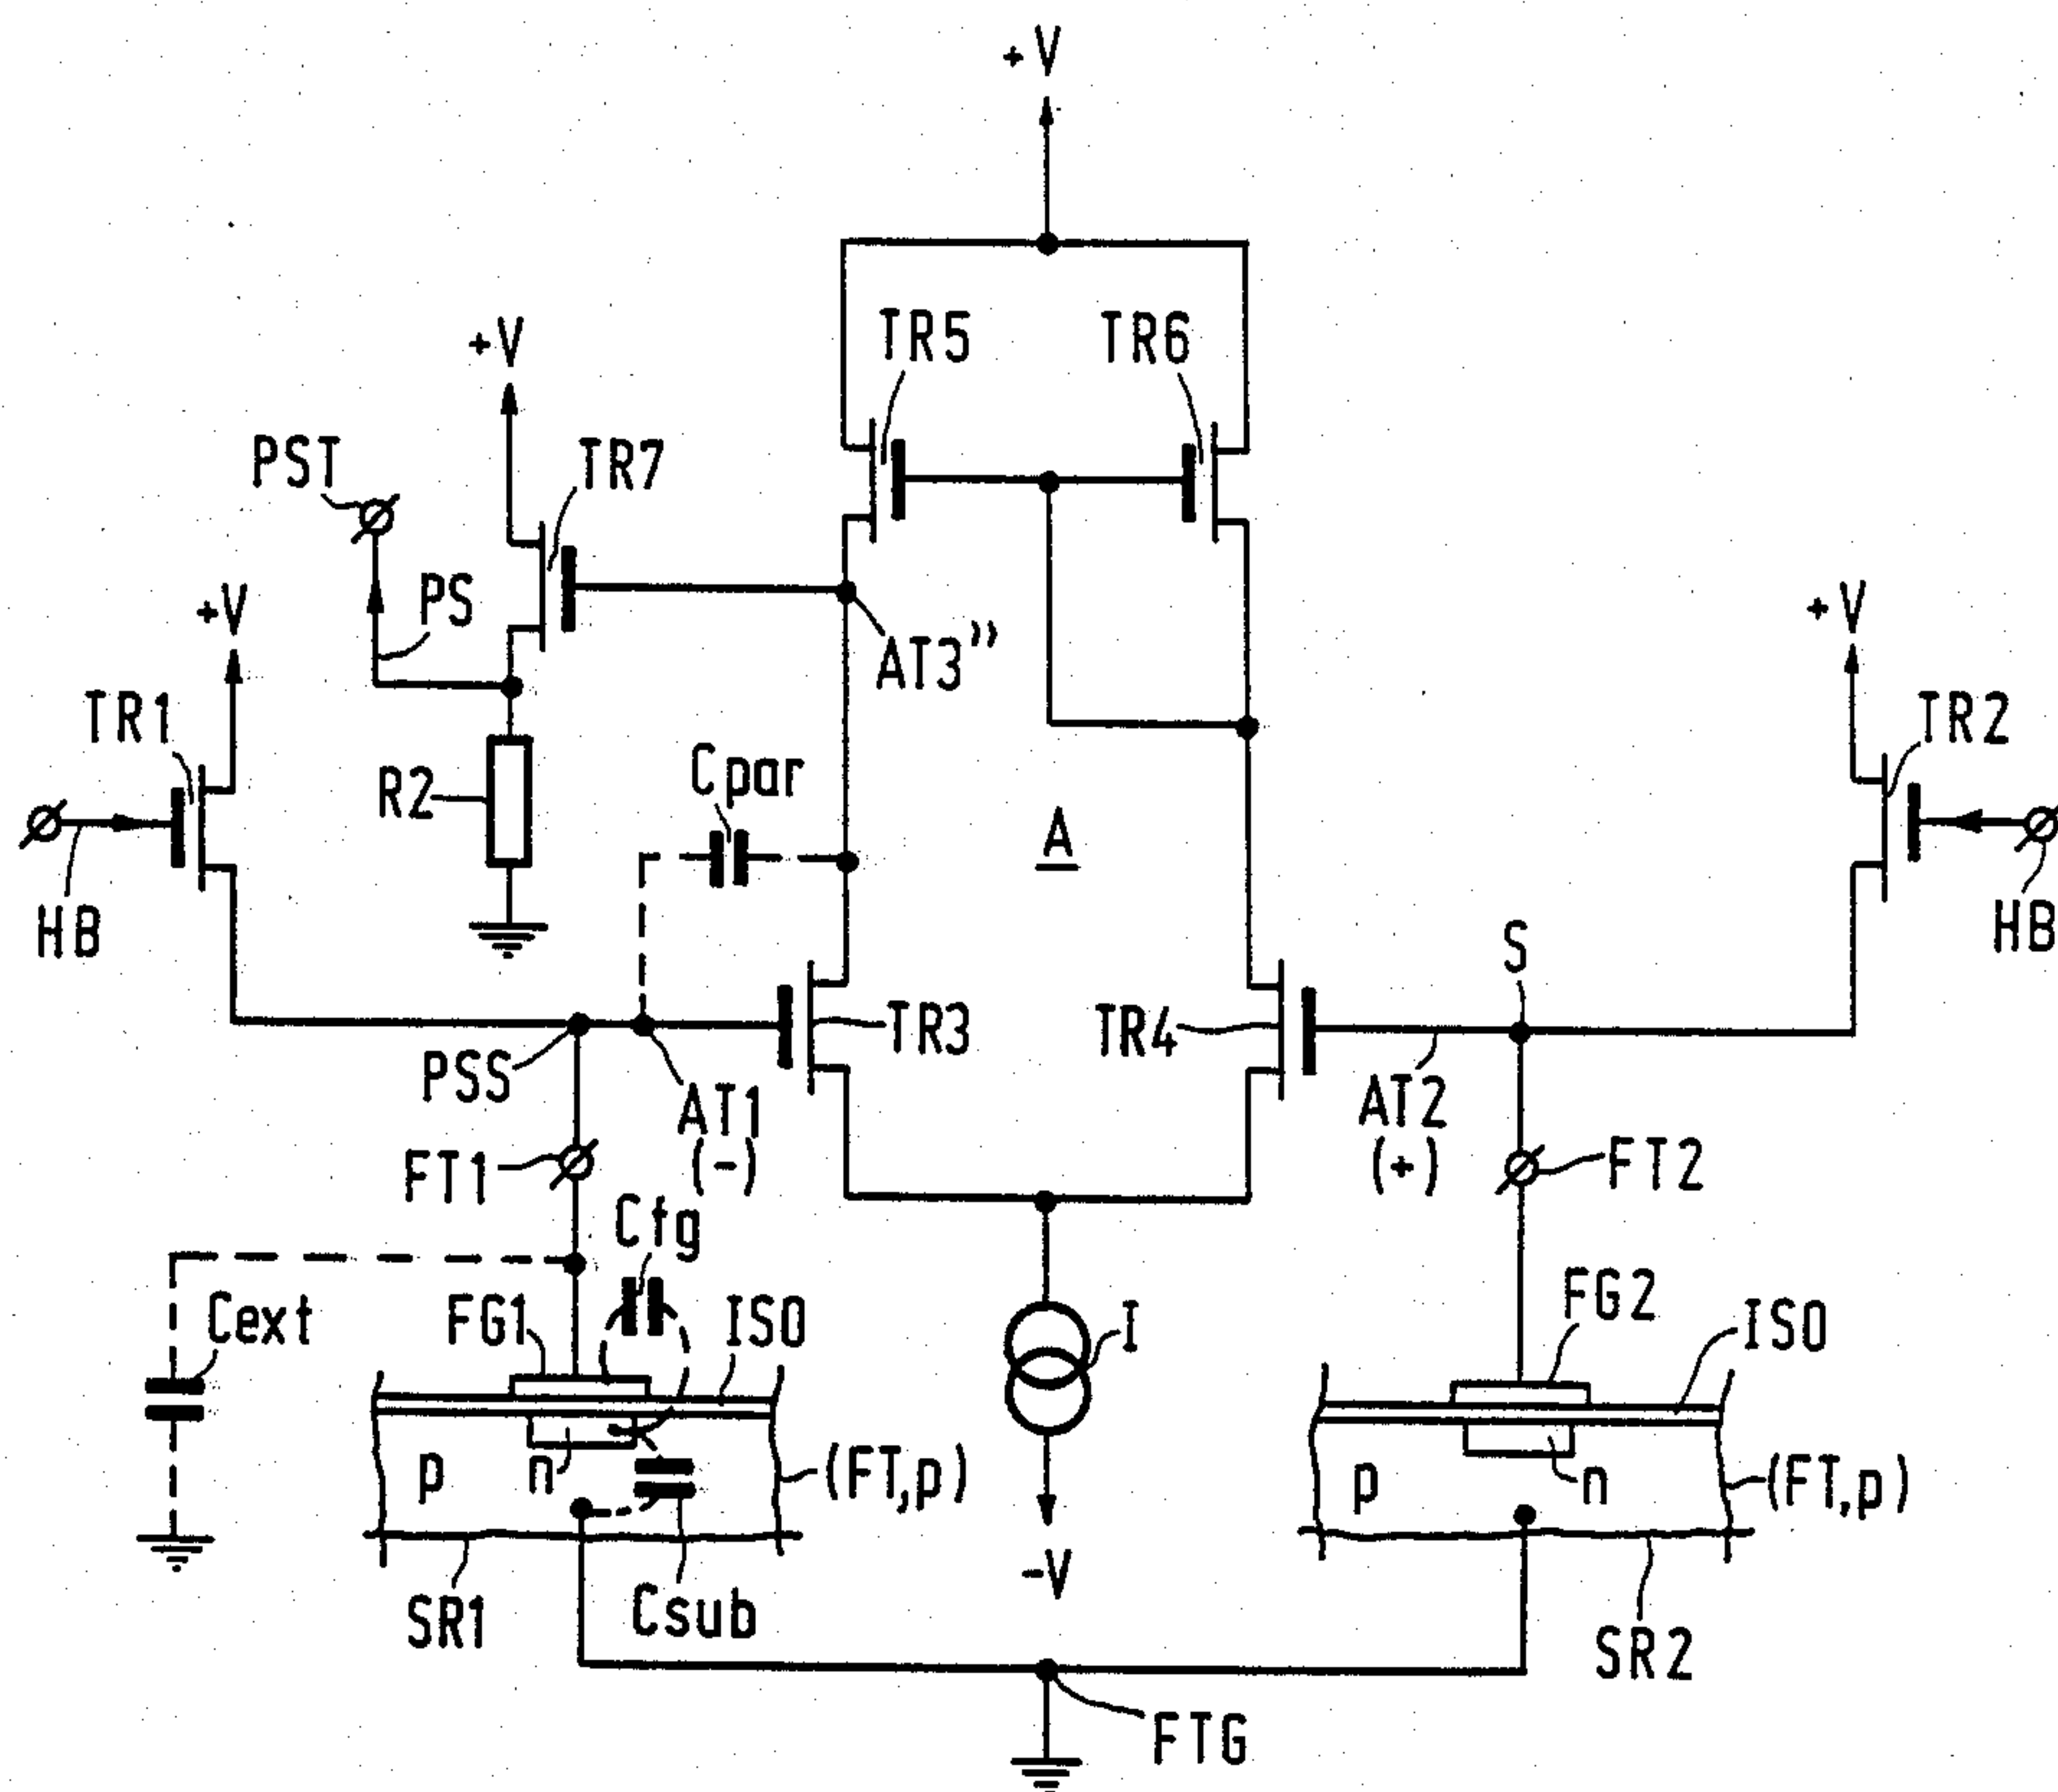 +V
TR5
TR6
+V
PST
TR7
PS
+V
AT3"
+V
TR1
TR2
Cpar
R2
A
HB
HB
S
TR3
TR4
PSS
AT1
(-)
AT2
(+)
FT1
FT2
Cfg
Cext
FG1
ISO
I
FG2
ISO
p
n
(FT,p)
p
n
(FT,p)
-V
SR1
Csub
SR2
FTG